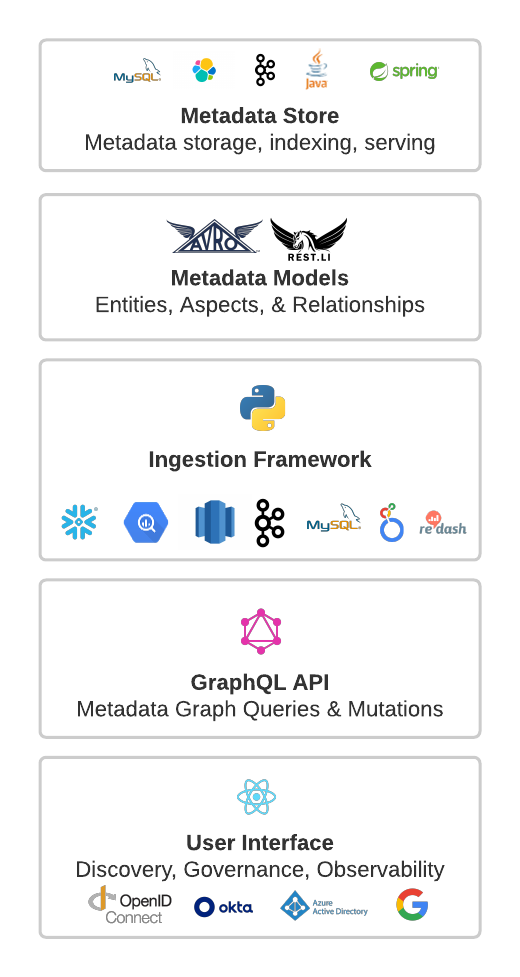 MySQL
Java
spring
Metadata Store
Metadata storage, indexing, serving
AVRO
REST.LI
Metadata Models
Entities, Aspects, & Relationships
Ingestion Framework
MySQL
redash
GraphQL API
Metadata Graph Queries & Mutations
User Interface
Discovery, Governance, Observability
OpenID
Connect
okta
Azure
Active Directory